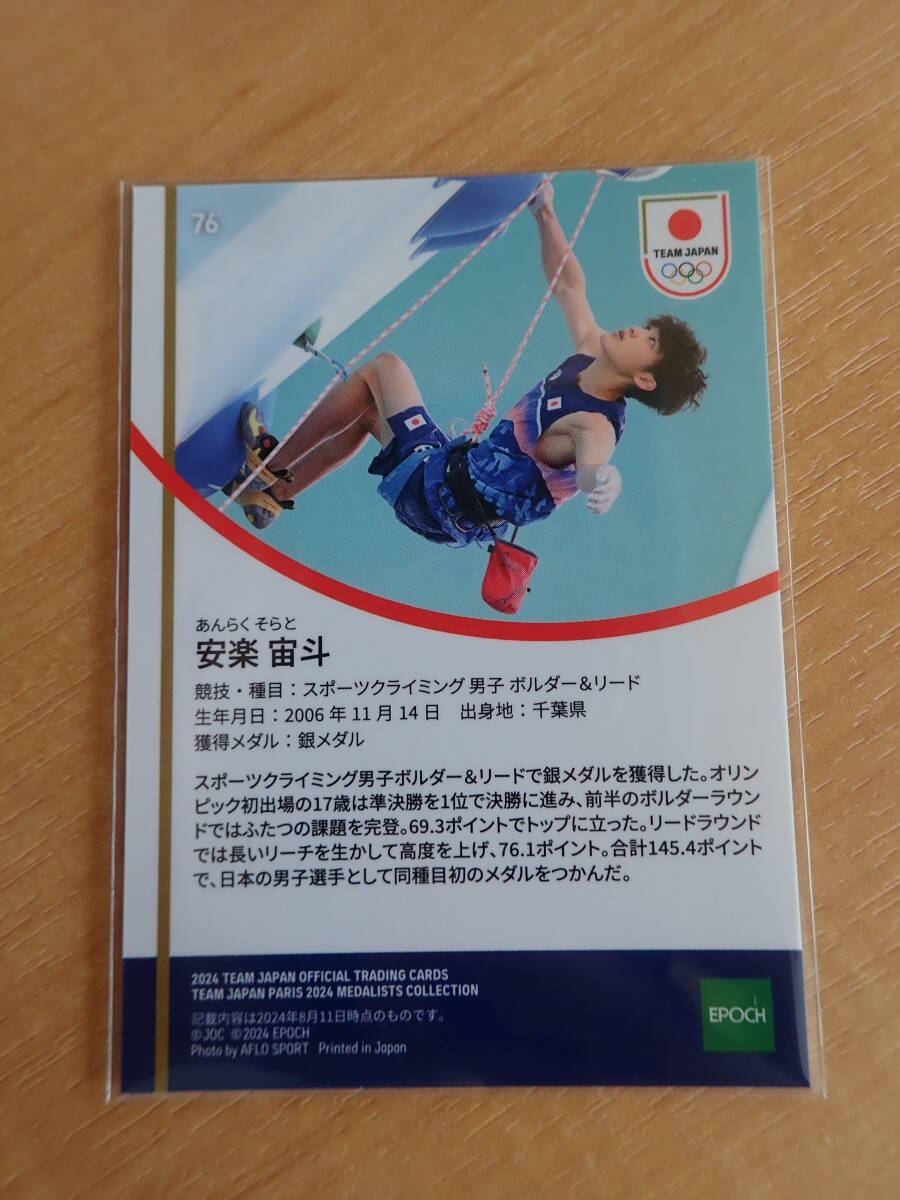 76
TEAM JAPAN
あんらく そらと
安楽 宙斗
競技・種目：スポーツクライミング 男子 ボルダー＆リード
生年月日：2006 年 11 月 14 日　出身地：千葉県
獲得メダル：銀メダル
スポーツクライミング男子ボルダー＆リードで銀メダルを獲得した。オリン
ピック初出場の17歳は準決勝を1位で決勝に進み、前半のボルダーラウン
ドではふたつの課題を完登。69.3ポイントでトップに立った。リードラウンド
では長いリーチを生かして高度を上げ、76.1ポイント。合計145.4ポイント
で、日本の男子選手として同種目初のメダルをつかんだ。
2024 TEAM JAPAN OFFICIAL TRADING CARDS
TEAM JAPAN PARIS 2024 MEDALISTS COLLECTION
記載内容は2024年8月11日時点のものです。
©JOC ©2024 EPOCH
Photo by AFLO SPORT Printed in Japan
EPOCH